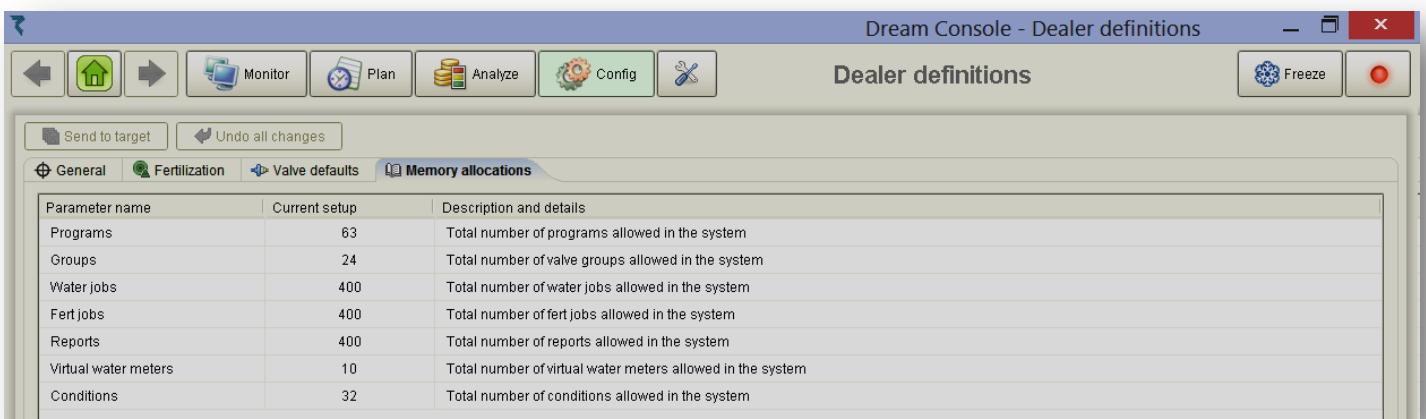 Dream Console - Dealer definitions
Monitor Plan Analyze Config Dealer definitions Freeze
Send to target Undo all changes
General Fertilization Valve defaults Memory allocations
Parameter name Current setup Description and details
Programs 63 Total number of programs allowed in the system
Groups 24 Total number of valve groups allowed in the system
Water jobs 400 Total number of water jobs allowed in the system
Fert jobs 400 Total number of fert jobs allowed in the system
Reports 400 Total number of reports allowed in the system
Virtual water meters 10 Total number of virtual water meters allowed in the system
Conditions 32 Total number of conditions allowed in the system